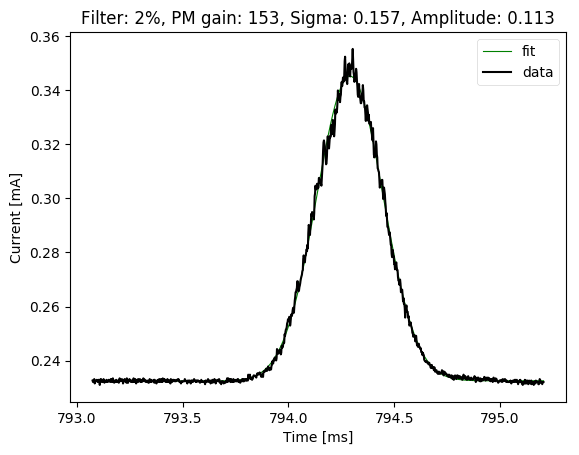 Filter: 2%, PM gain: 153, Sigma: 0.157, Amplitude: 0.113
fit
data
0.36
0.34
0.32
0.30
0.28
0.26
0.24
Current [mA]
793.0
793.5
794.0
794.5
795.0
Time [ms]